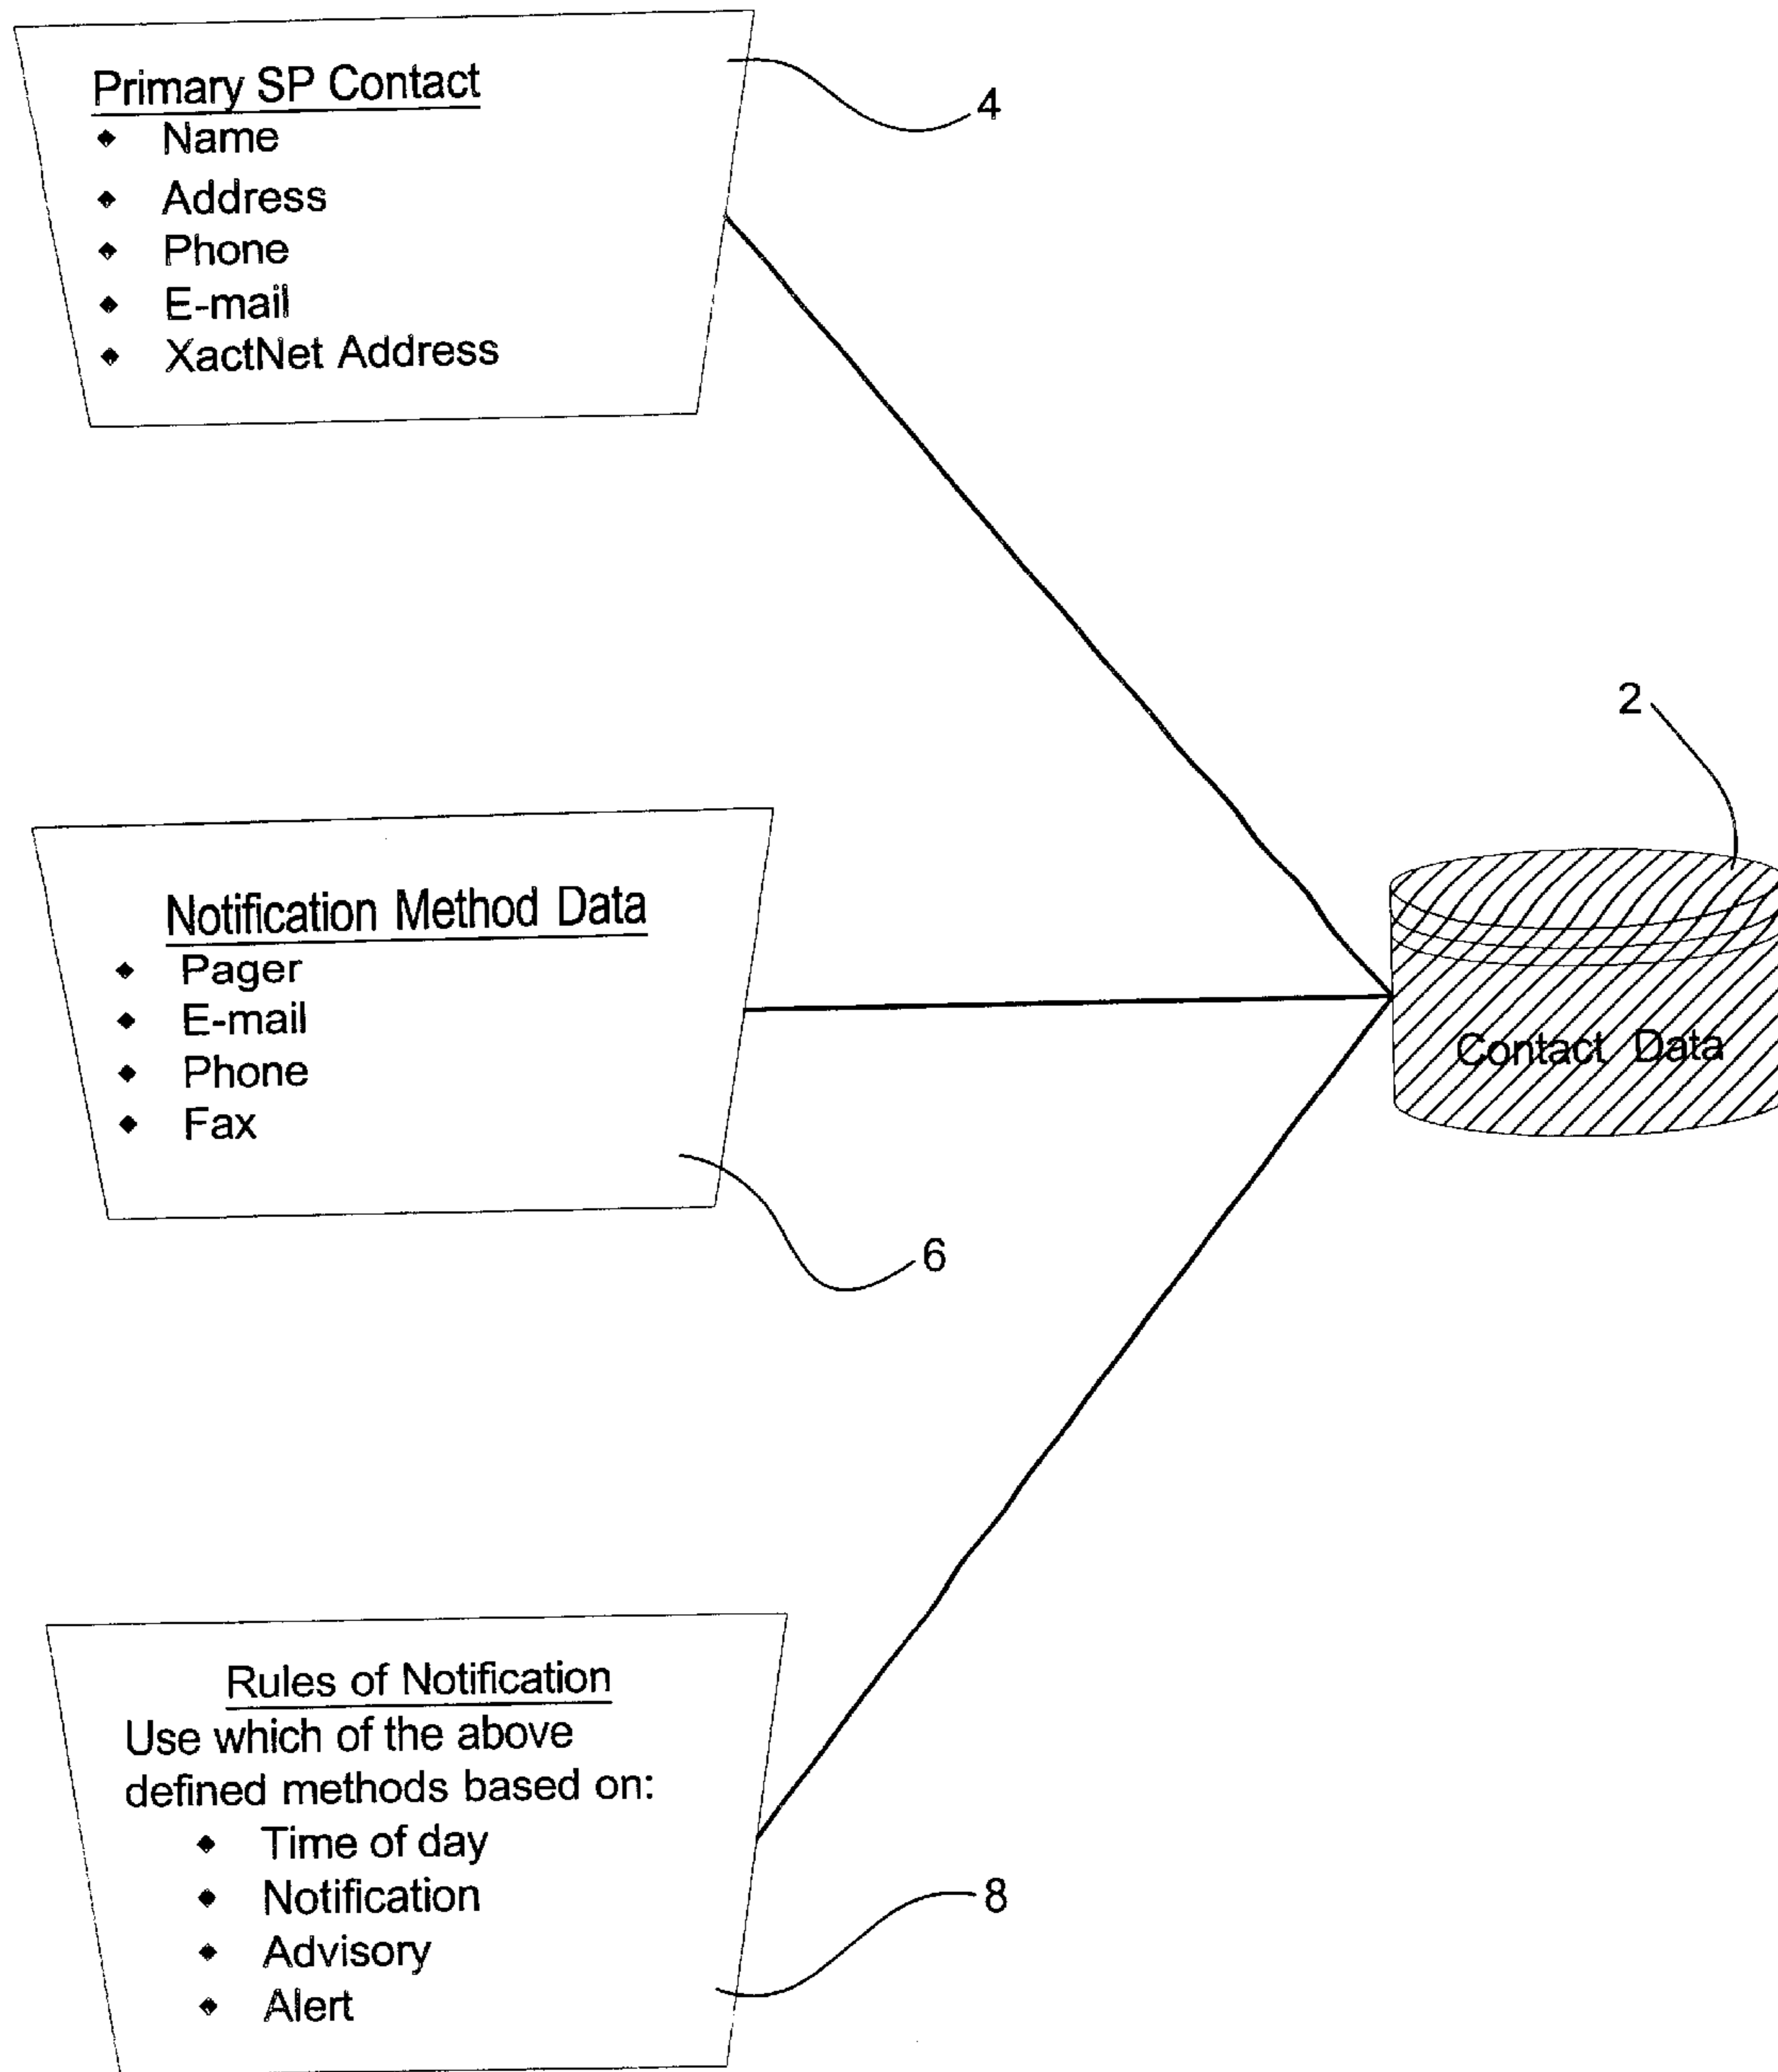 Primary SP Contact
◆ Name
◆ Address
◆ Phone
◆ E-mail
◆ XactNet Address
4
2
Contact Data
Notification Method Data
◆ Pager
◆ E-mail
◆ Phone
◆ Fax
6
Rules of Notification
Use which of the above
defined methods based on:
◆ Time of day
◆ Notification
◆ Advisory
◆ Alert
8